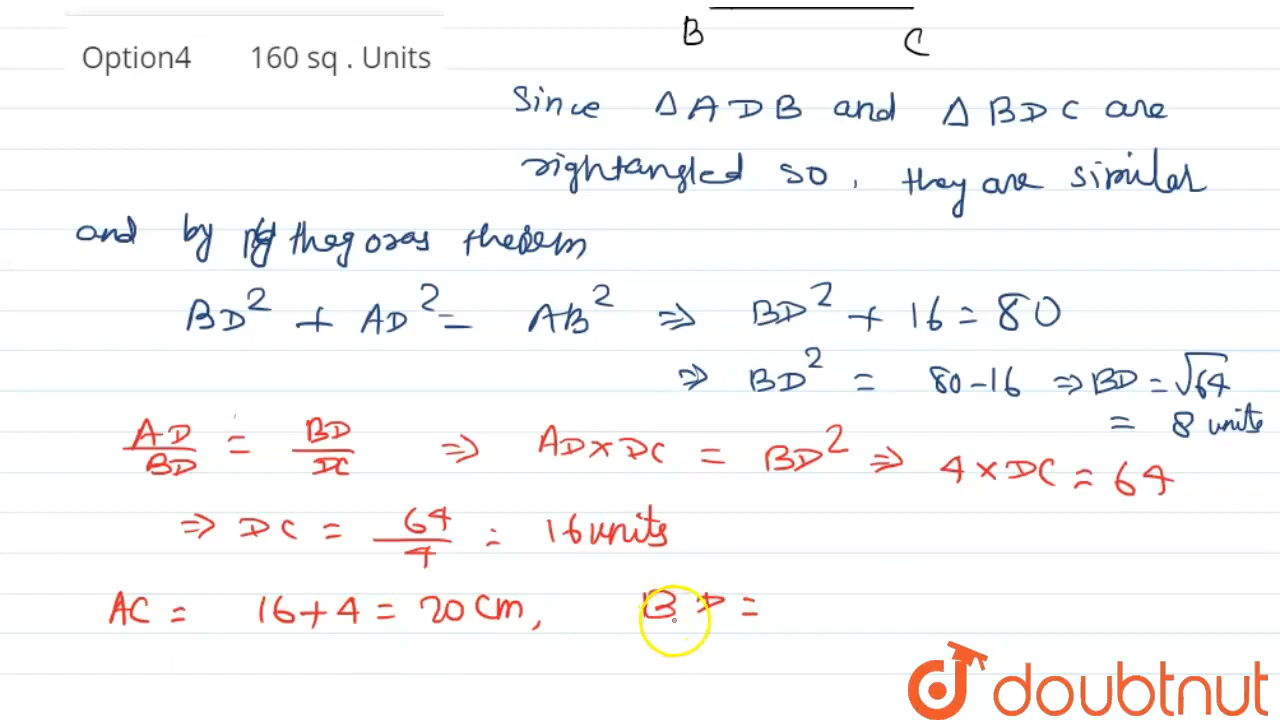 B
C
Option4 160 sq . Units
Since Δ A D B and Δ B D C are
rightangled so, they are similar
and by pythagoras theorem
BD² + AD² = AB² ⇒ BD² + 16 = 80
⇒ BD² = 80-16 ⇒ BD = √64
= 8 units
AD/BD = BD/DC ⇒ AD × DC = BD² ⇒ 4 × DC = 64
⇒ DC = 64/4 = 16 units
AC = 16+4 = 20 cm, BD =
doubtnut